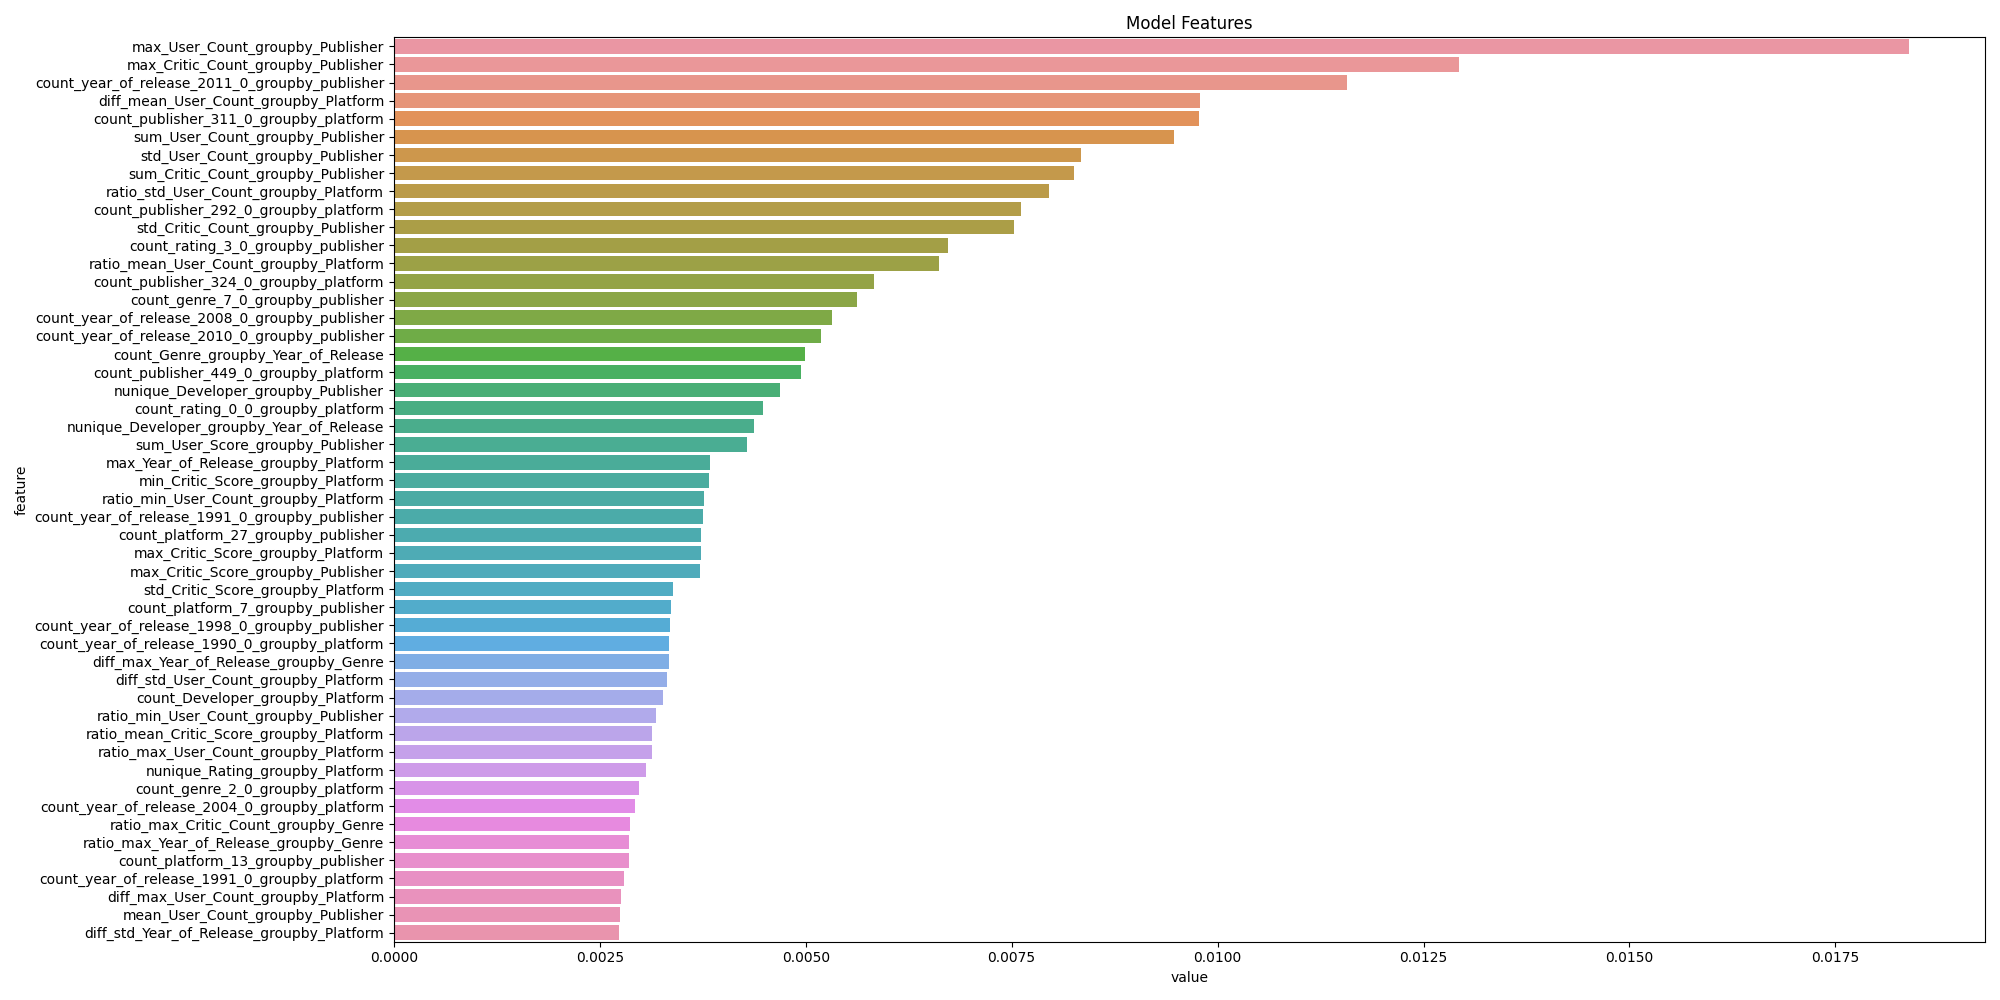 Model Features
max_User_Count_groupby_Publisher
max_Critic_Count_groupby_Publisher
count_year_of_release_2011_0_groupby_publisher
diff_mean_User_Count_groupby_Platform
count_publisher_311_0_groupby_platform
sum_User_Count_groupby_Publisher
std_User_Count_groupby_Publisher
sum_Critic_Count_groupby_Publisher
ratio_std_User_Count_groupby_Platform
count_publisher_292_0_groupby_platform
std_Critic_Count_groupby_Publisher
count_rating_3_0_groupby_publisher
ratio_mean_User_Count_groupby_Platform
count_publisher_324_0_groupby_platform
count_genre_7_0_groupby_publisher
count_year_of_release_2008_0_groupby_publisher
count_year_of_release_2010_0_groupby_publisher
count_Genre_groupby_Year_of_Release
count_publisher_449_0_groupby_platform
nunique_Developer_groupby_Publisher
count_rating_0_0_groupby_platform
nunique_Developer_groupby_Year_of_Release
sum_User_Score_groupby_Publisher
max_Year_of_Release_groupby_Platform
min_Critic_Score_groupby_Platform
ratio_min_User_Count_groupby_Platform
count_year_of_release_1991_0_groupby_publisher
count_platform_27_groupby_publisher
max_Critic_Score_groupby_Platform
max_Critic_Score_groupby_Publisher
std_Critic_Score_groupby_Platform
count_platform_7_groupby_publisher
count_year_of_release_1998_0_groupby_publisher
count_year_of_release_1990_0_groupby_platform
diff_max_Year_of_Release_groupby_Genre
diff_std_User_Count_groupby_Platform
count_Developer_groupby_Platform
ratio_min_User_Count_groupby_Publisher
ratio_mean_Critic_Score_groupby_Platform
ratio_max_User_Count_groupby_Platform
nunique_Rating_groupby_Platform
count_genre_2_0_groupby_platform
count_year_of_release_2004_0_groupby_platform
ratio_max_Critic_Count_groupby_Genre
ratio_max_Year_of_Release_groupby_Genre
count_platform_13_groupby_publisher
count_year_of_release_1991_0_groupby_platform
diff_max_User_Count_groupby_Platform
mean_User_Count_groupby_Publisher
diff_std_Year_of_Release_groupby_Platform
feature
0.0000 0.0025 0.0050 0.0075 0.0100 0.0125 0.0150 0.0175
value